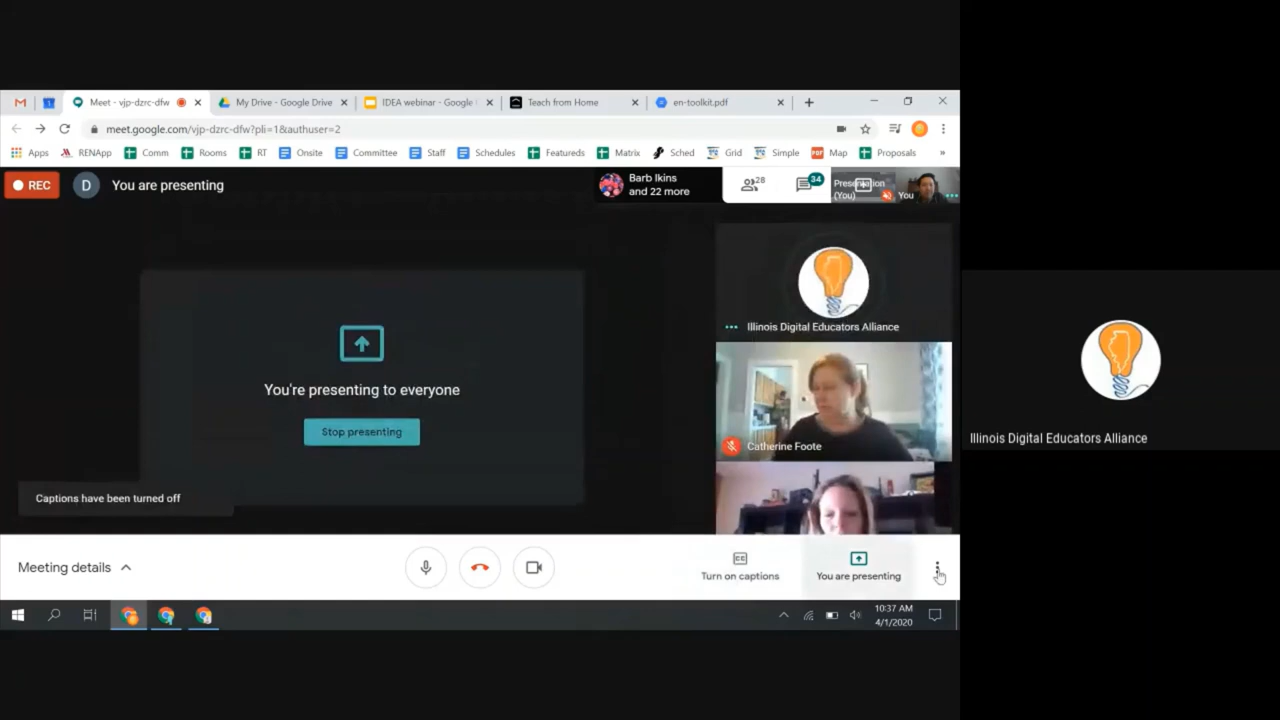 Meet - vjp-dzrc-dfw
My Drive - Google Drive
IDEA webinar - Google
Teach from Home
en-toolkit.pdf
meet.google.com/vjp-dzrc-dfw?pli=1&authuser=2
Apps RENApp Comm Rooms RT Onsite Committee Staff Schedules Featureds Matrix Sched Grid Simple Map Proposals »
REC
D
You are presenting
Barb Ikins
and 22 more
28
34
Presentation
(You)
You
Illinois Digital Educators Alliance
You're presenting to everyone
Stop presenting
Catherine Foote
Illinois Digital Educators Alliance
Captions have been turned off
Meeting details
CC
Turn on captions
You are presenting
10:37 AM
4/1/2020